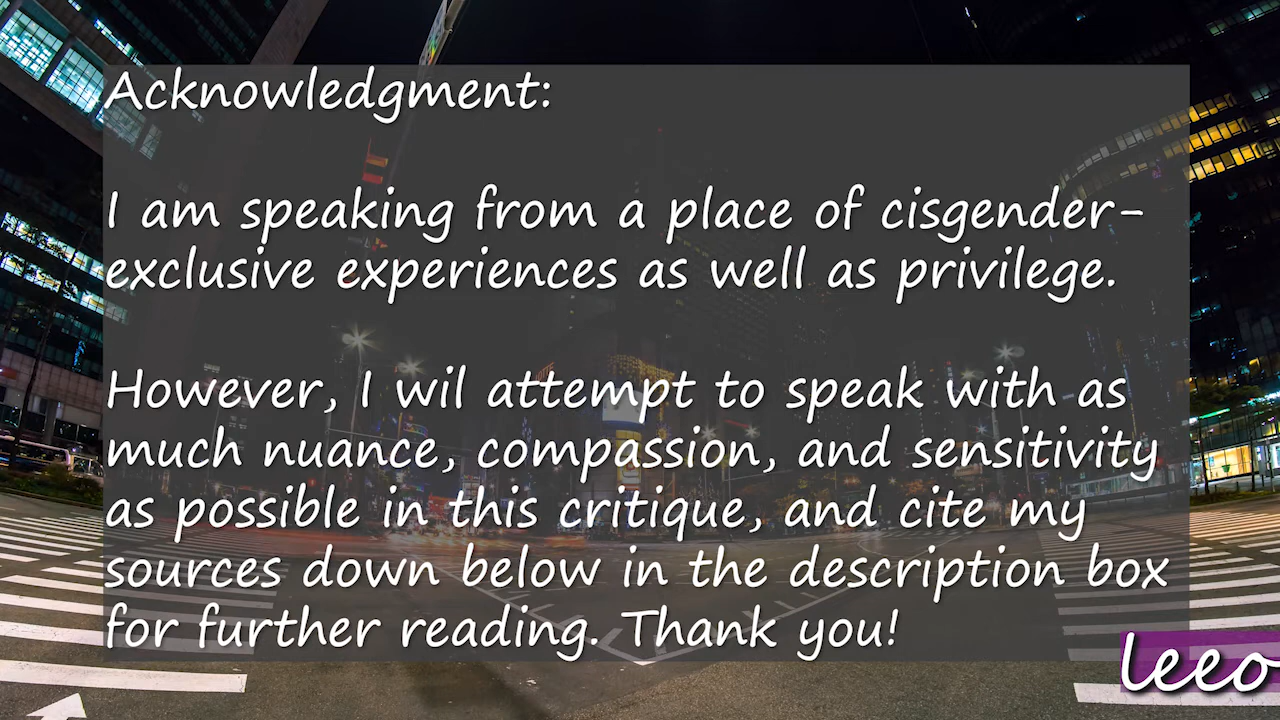 Acknowledgment:
I am speaking from a place of cisgender-
exclusive experiences as well as privilege.
However, I wil attempt to speak with as
much nuance, compassion, and sensitivity
as possible in this critique, and cite my
sources down below in the description box
for further reading. Thank you!
leeo